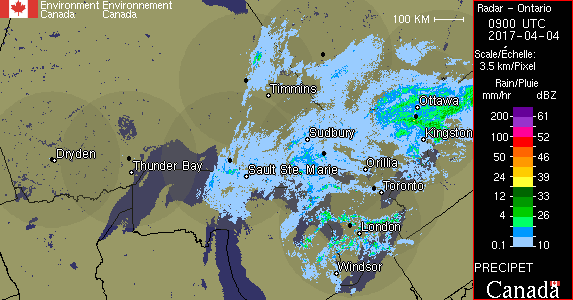 Environment Environnement
Canada Canada
100 KM
Timmins
Ottawa
Sudbury
Kingston
Dryden
Thunder Bay
Sault Ste. Marie
Orillia
Toronto
London
Windsor
Radar - Ontario
0900 UTC
2017-04-04
Scale/Échelle:
3.5 km/Pixel
Rain/Pluie
mm/hr dBZ
200 61
100 52
50 46
24 39
12 33
4 26
0.1 10
PRECIPET
Canada